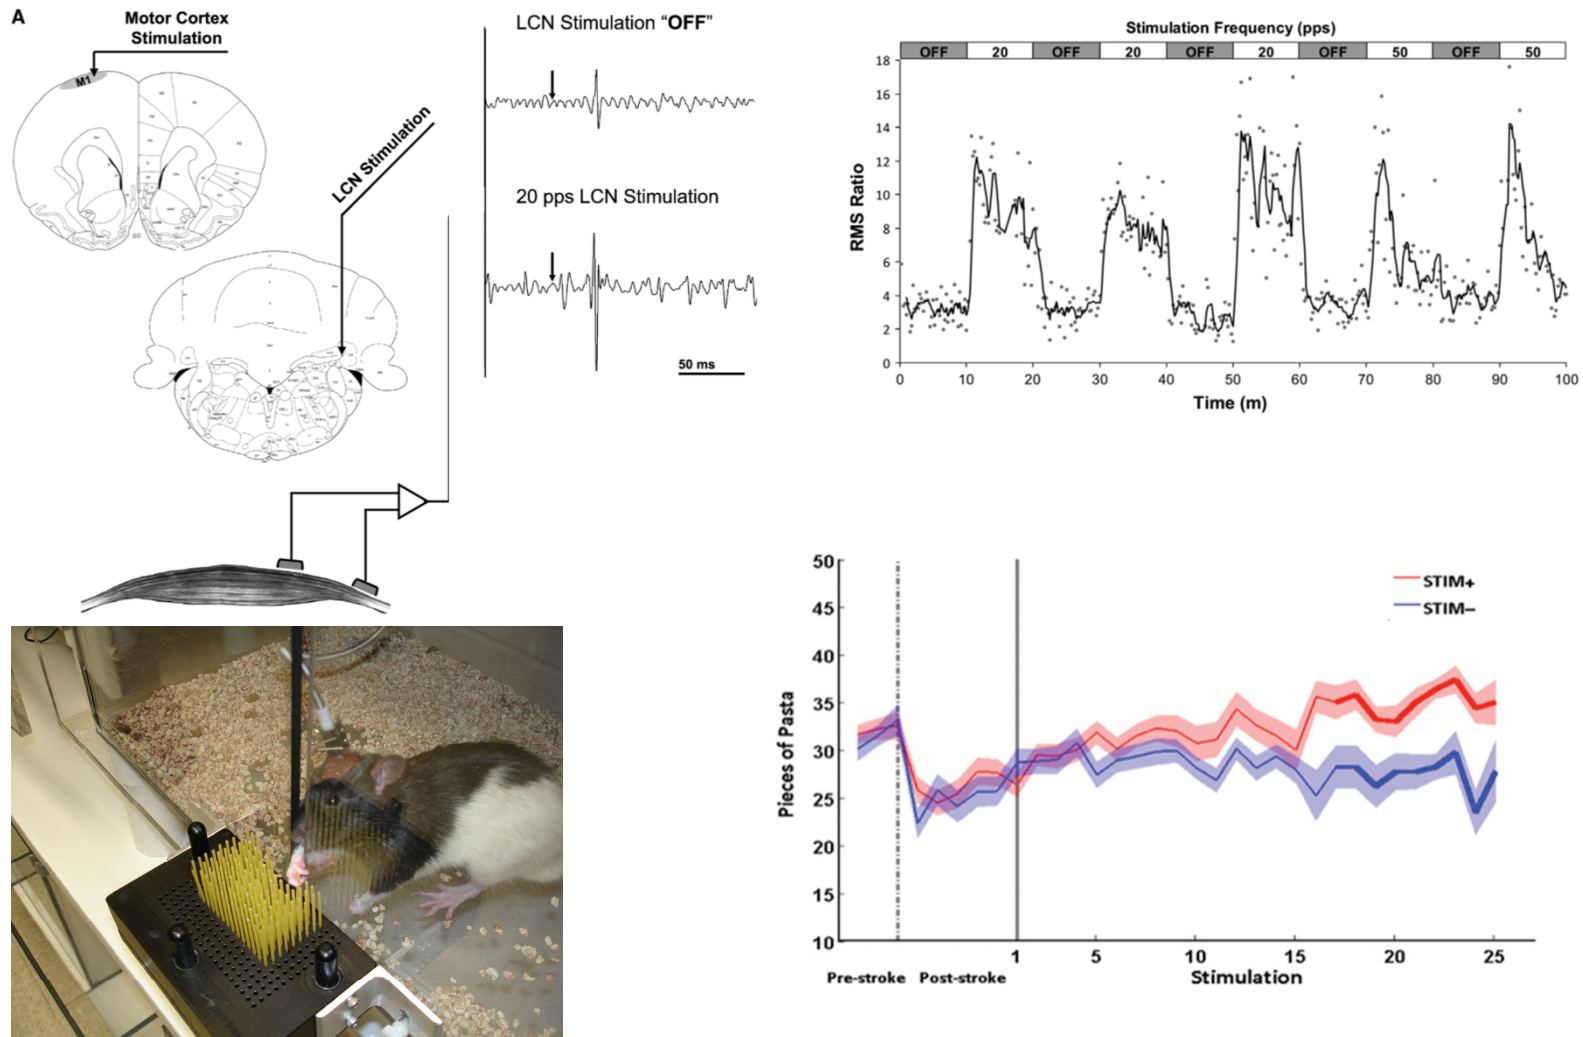 A
Motor Cortex
Stimulation
M1
LCN Stimulation
LCN Stimulation “OFF”
20 pps LCN Stimulation
50 ms
Stimulation Frequency (pps)
OFF 20 OFF 20 OFF 20 OFF 50 OFF 50
18
16
14
12
10
8
6
4
2
0
RMS Ratio
0 10 20 30 40 50 60 70 80 90 100
Time (m)
50
45
40
35
30
25
20
15
10
Pieces of Pasta
STIM+
STIM−
1 5 10 15 20 25
Pre-stroke Post-stroke Stimulation